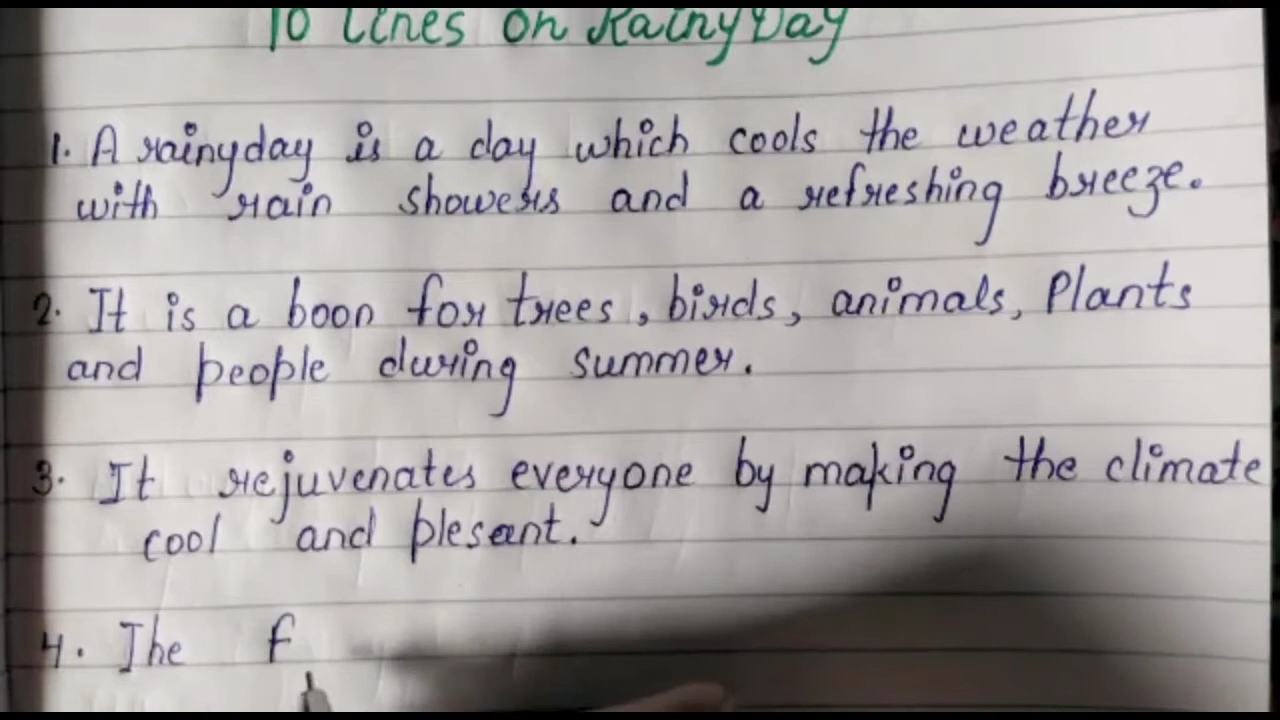 10 Lines on Rainy Day
1. A rainyday is a day which cools the weather
with rain showers and a refreshing breeze.
2. It is a boon for trees, birds, animals, Plants
and people during summer.
3. It rejuvenates everyone by making the climate
cool and plesant.
4. The f